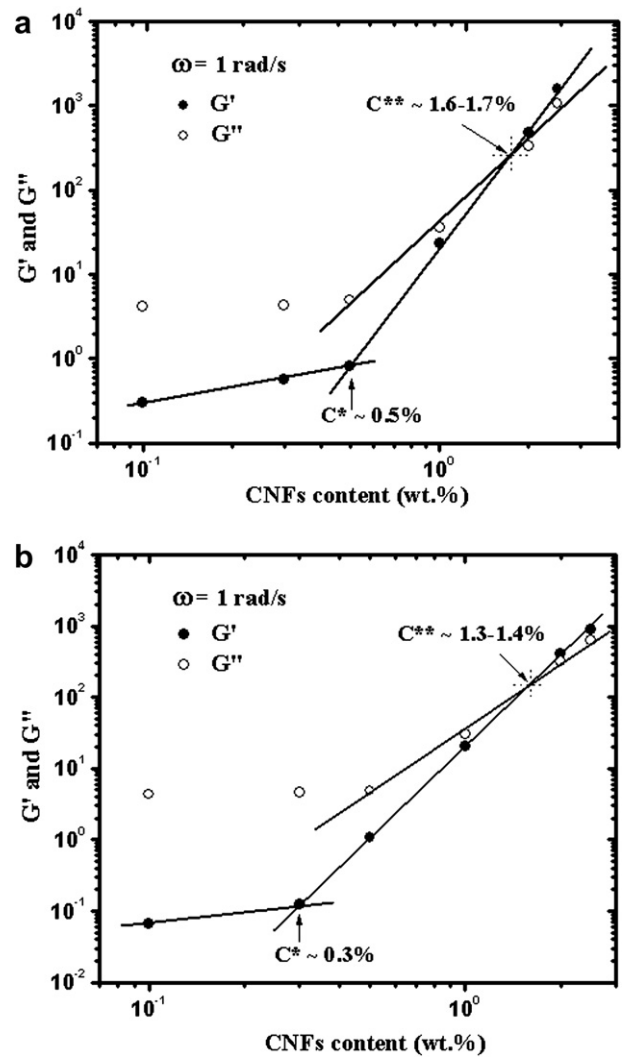 a
10⁴
10³
10²
10¹
10⁰
10⁻¹
G' and G''
ω = 1 rad/s
● G'
○ G''
C** ~ 1.6-1.7%
C* ~ 0.5%
10⁻¹ 10⁰
CNFs content (wt.%)
b
10⁴
10³
10²
10¹
10⁰
10⁻¹
10⁻²
G' and G''
ω = 1 rad/s
● G'
○ G''
C** ~ 1.3-1.4%
C* ~ 0.3%
10⁻¹ 10⁰
CNFs content (wt.%)